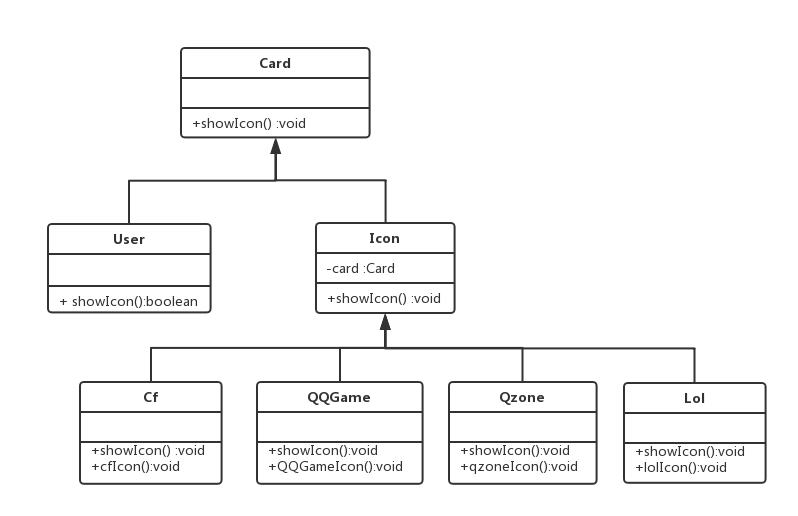 Card
+showIcon() :void
User
+ showIcon():boolean
Icon
-card :Card
+showIcon() :void
Cf
+showIcon() :void
+cfIcon():void
QQGame
+showIcon():void
+QQGameIcon():void
Qzone
+showIcon():void
+qzoneIcon():void
Lol
+showIcon():void
+lolIcon():void